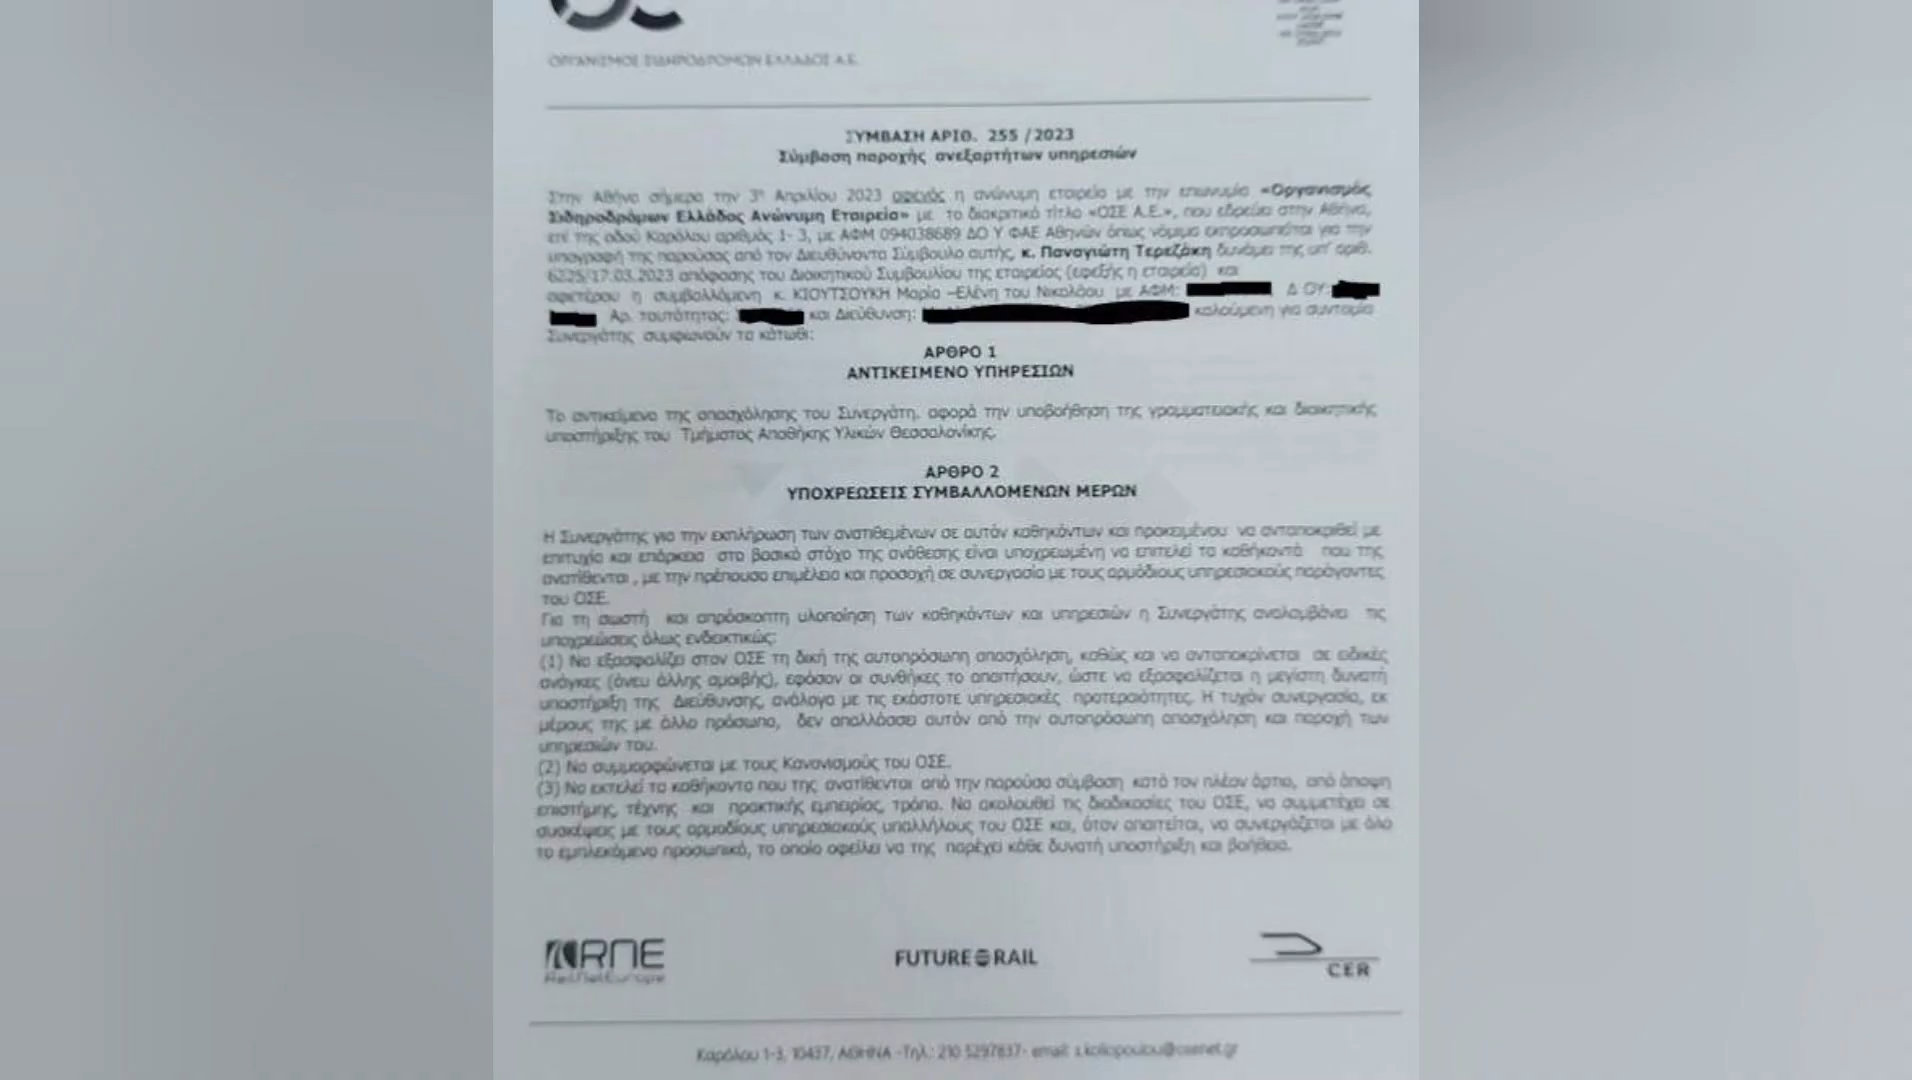 ΟΡΓΑΝΙΣΜΟΣ ΣΙΔΗΡΟΔΡΟΜΩΝ ΕΛΛΑΔΟΣ Α.Ε.
ΣΥΜΒΑΣΗ ΑΡΙΘ. 255 /2023
Σύμβαση παροχής ανεξαρτήτων υπηρεσιών
Στην Αθήνα σήμερα την 3η Απριλίου 2023 αφενός η ανώνυμη εταιρεία με την επωνυμία «Οργανισμός
Σιδηροδρόμων Ελλάδος Ανώνυμη Εταιρεία» με το διακριτικό τίτλο «ΟΣΕ Α.Ε.», που εδρεύει στην Αθήνα,
επί της οδού Καρόλου αριθμός 1- 3, με ΑΦΜ 094038689 ΔΟ Υ ΦΑΕ Αθηνών όπως νόμιμα εκπροσωπείται για την
υπογραφή της παρούσας από τον Διευθύνοντα Σύμβουλο αυτής, κ. Παναγιώτη Τερεζάκη δυνάμει της υπ' αριθ.
6225/17.03.2023 απόφασης του Διοικητικού Συμβουλίου της εταιρείας (εφεξής η εταιρεία) και
αφετέρου η συμβαλλόμενη κ. ΚΙΟΥΤΣΟΥΚΗ Μαρία –Ελένη του Νικολάου με ΑΦΜ: Δ ΟΥ:
Αρ. ταυτότητας: και Διεύθυνση: καλούμενη για συντομία
Συνεργάτης συμφωνούν τα κάτωθι:
ΑΡΘΡΟ 1
ΑΝΤΙΚΕΙΜΕΝΟ ΥΠΗΡΕΣΙΩΝ
Το αντικείμενο της απασχόλησης του Συνεργάτη, αφορά την υποβοήθηση της γραμματειακής και διοικητικής
υποστήριξης του Τμήματος Αποθήκης Υλικών Θεσσαλονίκης.
ΑΡΘΡΟ 2
ΥΠΟΧΡΕΩΣΕΙΣ ΣΥΜΒΑΛΛΟΜΕΝΩΝ ΜΕΡΩΝ
Η Συνεργάτης για την εκπλήρωση των ανατιθεμένων σε αυτόν καθηκόντων και προκειμένου να ανταποκριθεί με
επιτυχία και επάρκεια στο βασικό στόχο της ανάθεσης είναι υποχρεωμένη να επιτελεί τα καθήκοντά που της
ανατίθενται , με την πρέπουσα επιμέλεια και προσοχή σε συνεργασία με τους αρμόδιους υπηρεσιακούς παράγοντες
του ΟΣΕ.
Για τη σωστή και απρόσκοπτη υλοποίηση των καθηκόντων και υπηρεσιών η Συνεργάτης αναλαμβάνει τις
υποχρεώσεις όλως ενδεικτικώς:
(1) Να εξασφαλίζει στον ΟΣΕ τη δική της αυτοπρόσωπη απασχόληση, καθώς και να ανταποκρίνεται σε ειδικές
ανάγκες (άνευ άλλης αμοιβής), εφόσον οι συνθήκες το απαιτήσουν, ώστε να εξασφαλίζεται η μεγίστη δυνατή
υποστήριξη της Διεύθυνσης, ανάλογα με τις εκάστοτε υπηρεσιακές προτεραιότητες. Η τυχόν συνεργασία, εκ
μέρους της με άλλο πρόσωπο, δεν απαλλάσσει αυτόν από την αυτοπρόσωπη απασχόληση και παροχή των
υπηρεσιών του.
(2) Να συμμορφώνεται με τους Κανονισμούς του ΟΣΕ.
(3) Να εκτελεί τα καθήκοντα που της ανατίθενται από την παρούσα σύμβαση κατά τον πλέον άρτιο, από άποψη
επιστήμης, τέχνης και πρακτικής εμπειρίας, τρόπο. Να ακολουθεί τις διαδικασίες του ΟΣΕ, να συμμετέχει σε
συσκέψεις με τους αρμοδίους υπηρεσιακούς υπαλλήλους του ΟΣΕ και, όταν απαιτείται, να συνεργάζεται με όλο
το εμπλεκόμενο προσωπικό, το οποίο οφείλει να της παρέχει κάθε δυνατή υποστήριξη και βοήθεια.
RNE
RailNetEurope
FUTURE RAIL
CER
Καρόλου 1-3, 10437, ΑΘΗΝΑ -Τηλ.: 210 5297837- email: s.koliopoulou@osenet.gr